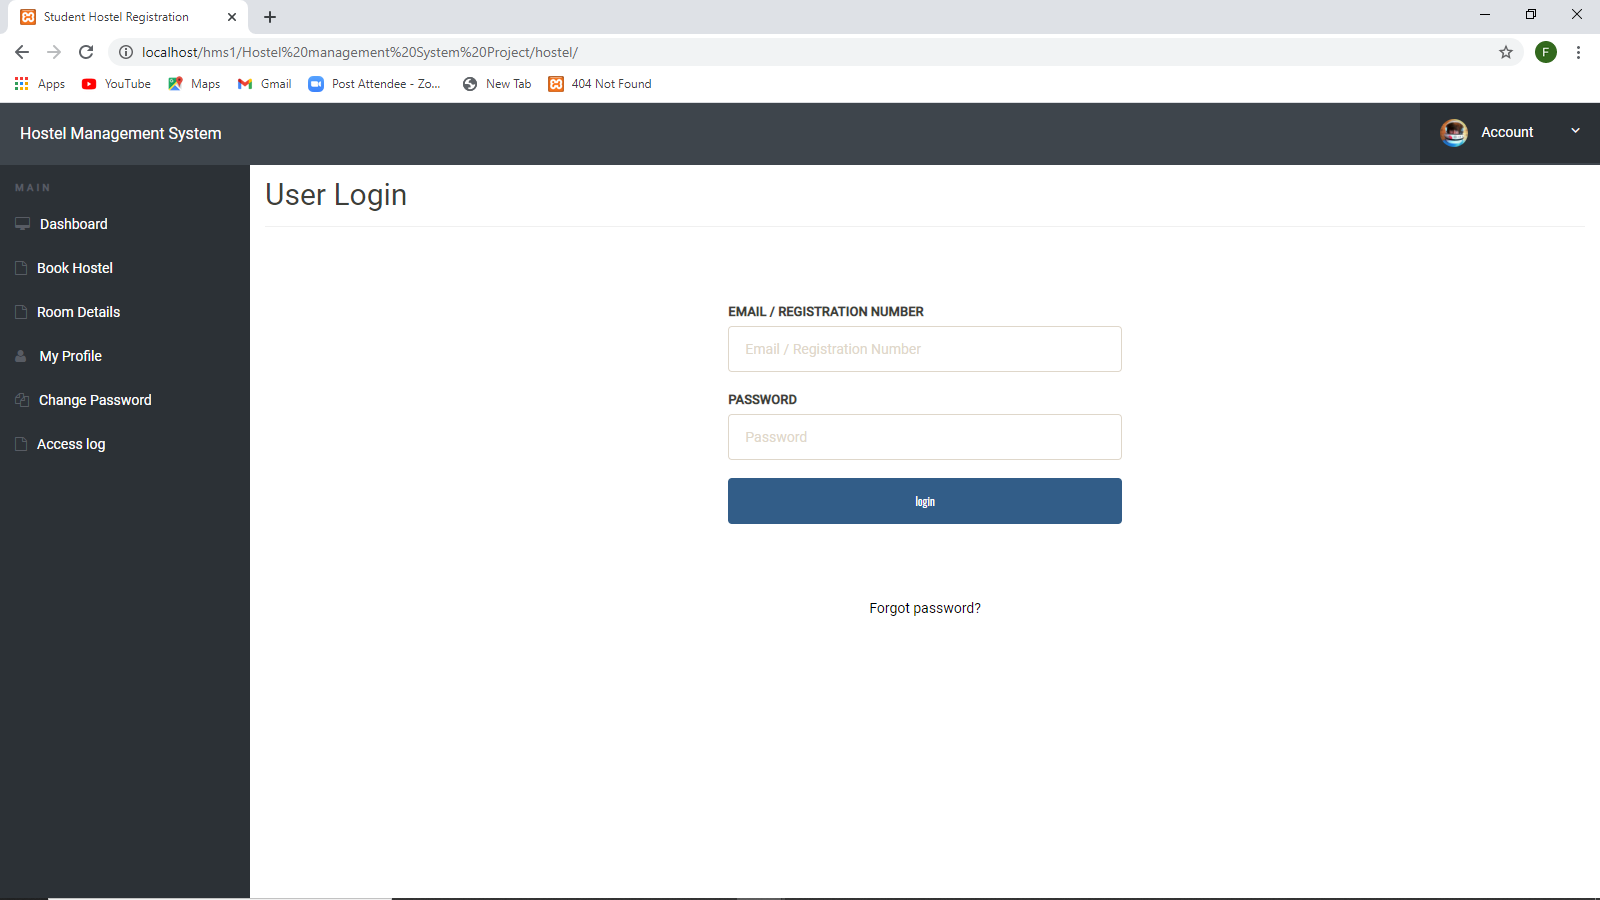 Student Hostel Registration
localhost/hms1/Hostel%20management%20System%20Project/hostel/
F
Apps
YouTube
Maps
Gmail
Post Attendee - Zo...
New Tab
404 Not Found
Hostel Management System
Account
MAIN
Dashboard
Book Hostel
Room Details
My Profile
Change Password
Access log
User Login
EMAIL / REGISTRATION NUMBER
Email / Registration Number
PASSWORD
Password
login
Forgot password?